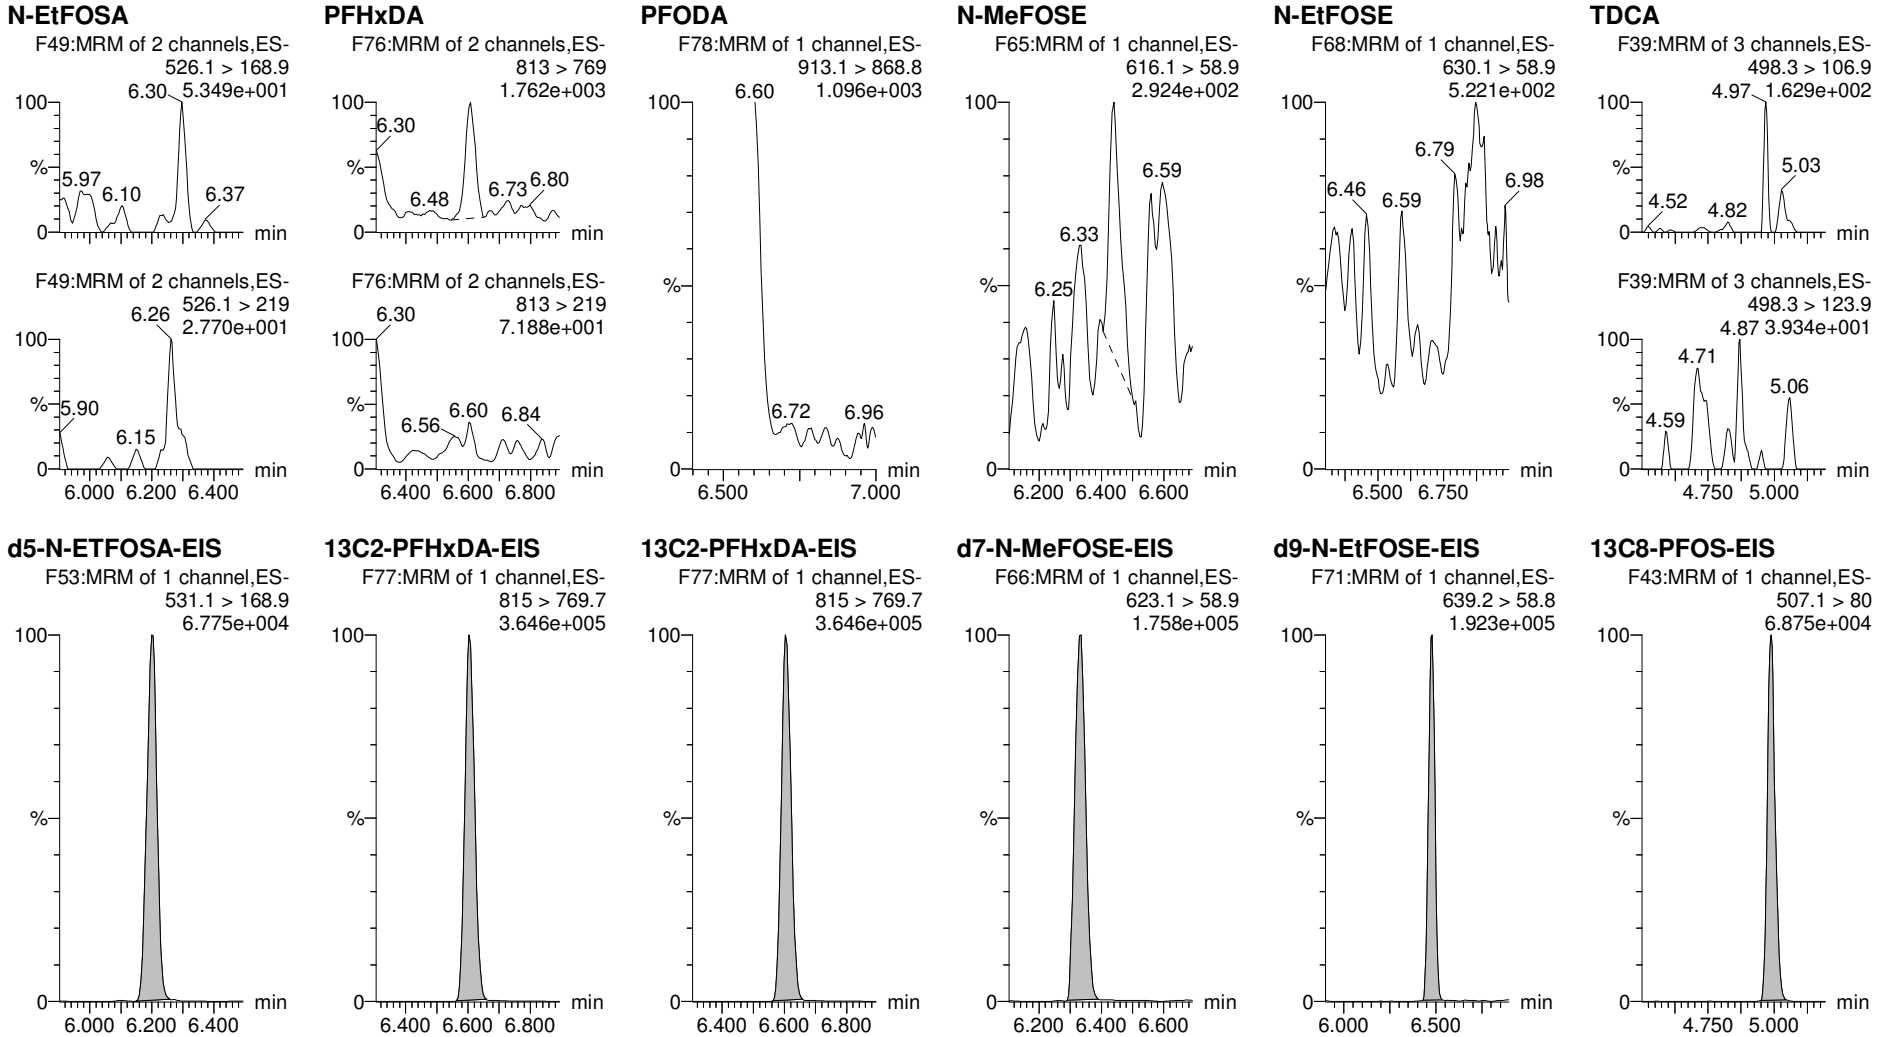 N-EtFOSA
F49:MRM of 2 channels,ES-
526.1 > 168.9
6.30 5.349e+001
100
%
5.97
6.10
6.37
0
min
F49:MRM of 2 channels,ES-
526.1 > 219
6.26 2.770e+001
100
%
5.90
6.15
0
min
6.000 6.200 6.400
PFHxDA
F76:MRM of 2 channels,ES-
813 > 769
1.762e+003
100
6.30
%
6.48
6.73
6.80
0
min
F76:MRM of 2 channels,ES-
813 > 219
7.188e+001
6.30
100
%
6.56
6.60
6.84
0
min
6.400 6.600 6.800
PFODA
F78:MRM of 1 channel,ES-
913.1 > 868.8
6.60 1.096e+003
100
%
6.72
6.96
0
min
6.500 7.000
N-MeFOSE
F65:MRM of 1 channel,ES-
616.1 > 58.9
2.924e+002
100
6.59
6.33
%
6.25
0
min
6.200 6.400 6.600
N-EtFOSE
F68:MRM of 1 channel,ES-
630.1 > 58.9
5.221e+002
100
6.79
6.46
6.59
6.98
%
0
min
6.500 6.750
TDCA
F39:MRM of 3 channels,ES-
498.3 > 106.9
4.97 1.629e+002
100
%
5.03
4.52
4.82
0
min
F39:MRM of 3 channels,ES-
498.3 > 123.9
4.87 3.934e+001
100
4.71
%
5.06
4.59
0
min
4.750 5.000
d5-N-ETFOSA-EIS
F53:MRM of 1 channel,ES-
531.1 > 168.9
6.775e+004
100
%
0
min
6.000 6.200 6.400
13C2-PFHxDA-EIS
F77:MRM of 1 channel,ES-
815 > 769.7
3.646e+005
100
%
0
min
6.400 6.600 6.800
13C2-PFHxDA-EIS
F77:MRM of 1 channel,ES-
815 > 769.7
3.646e+005
100
%
0
min
6.400 6.600 6.800
d7-N-MeFOSE-EIS
F66:MRM of 1 channel,ES-
623.1 > 58.9
1.758e+005
100
%
0
min
6.200 6.400 6.600
d9-N-EtFOSE-EIS
F71:MRM of 1 channel,ES-
639.2 > 58.8
1.923e+005
100
%
0
min
6.000 6.500
13C8-PFOS-EIS
F43:MRM of 1 channel,ES-
507.1 > 80
6.875e+004
100
%
0
min
4.750 5.000